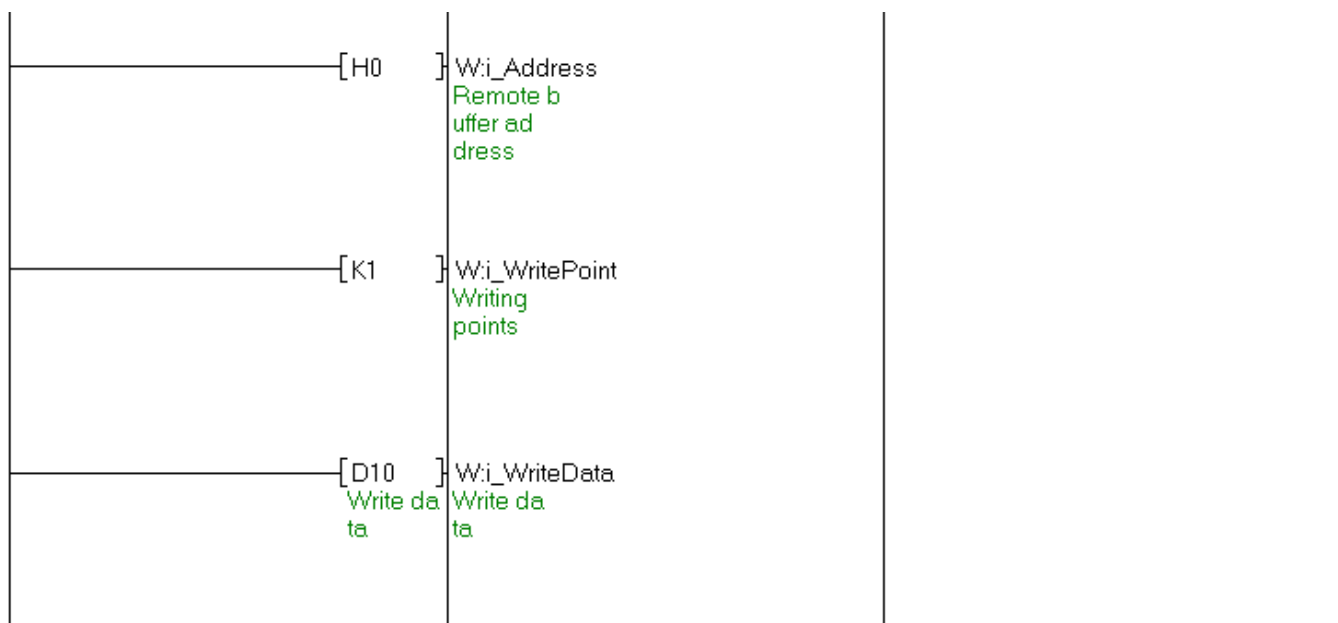 [H0 ] W:i_Address
Remote b
uffer ad
dress
[K1 ] W:i_WritePoint
Writing
points
[D10 ] W:i_WriteData
Write da Write da
ta ta